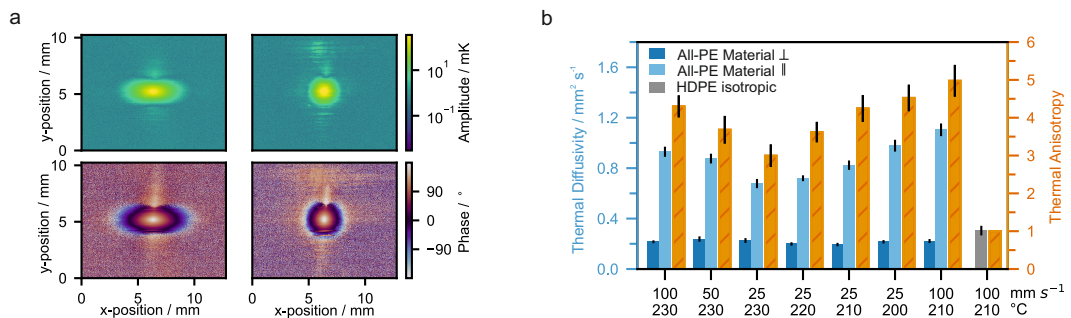 a
10
5
0
y-position / mm
10¹
−10⁻¹
Amplitude / mK
10
5
0
y-position / mm
90
0
−90
Phase / °
0 5 10
0 5 10
x-position / mm
x-position / mm
b
All-PE Material ⊥
All-PE Material ∥
HDPE isotropic
1.6
1.2
0.8
0.4
0.0
Thermal Diffusivity / mm² s⁻¹
6
5
4
3
2
1
0
Thermal Anisotropy
100 50 25 25 25 25 100 100 mm s⁻¹
230 230 230 220 210 200 210 210 °C